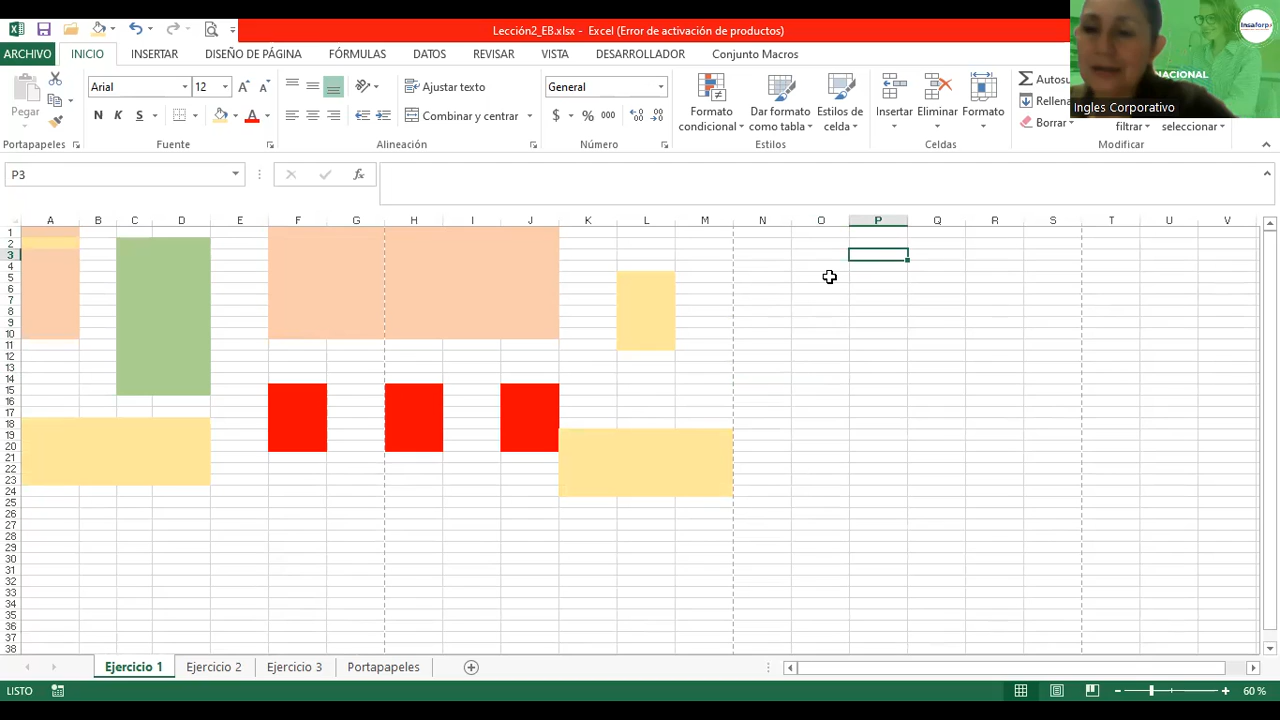 Lección2_EB.xlsx - Excel (Error de activación de productos)
ARCHIVO INICIO INSERTAR DISEÑO DE PÁGINA FÓRMULAS DATOS REVISAR VISTA DESARROLLADOR Conjunto Macros
Insaforp
NACIONAL
Ingles Corporativo
Pegar
Arial 12
N K S
Ajustar texto
Combinar y centrar
General
$ % 000
Formato condicional
Dar formato como tabla
Estilos de celda
Insertar
Eliminar
Formato
Autosu
Rellena
Borrar
filtrar
seleccionar
Portapapeles Fuente Alineación Número Estilos Celdas Modificar
P3
fx
A B C D E F G H I J K L M N O P Q R S T U V
1
2
3
4
5
6
7
8
9
10
11
12
13
14
15
16
17
18
19
20
21
22
23
24
25
26
27
28
29
30
31
32
33
34
35
36
37
38
Ejercicio 1 Ejercicio 2 Ejercicio 3 Portapapeles
LISTO
60 %